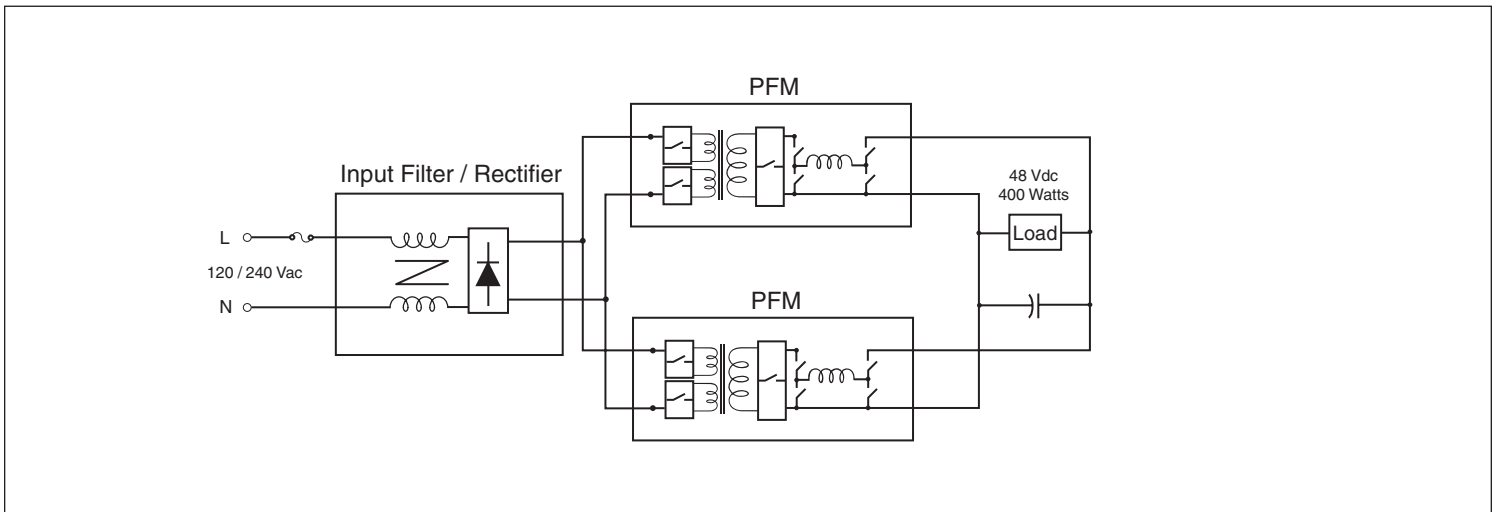 PFM
Input Filter / Rectifier
48 Vdc
400 Watts
L
Load
120 / 240 Vac
N
PFM